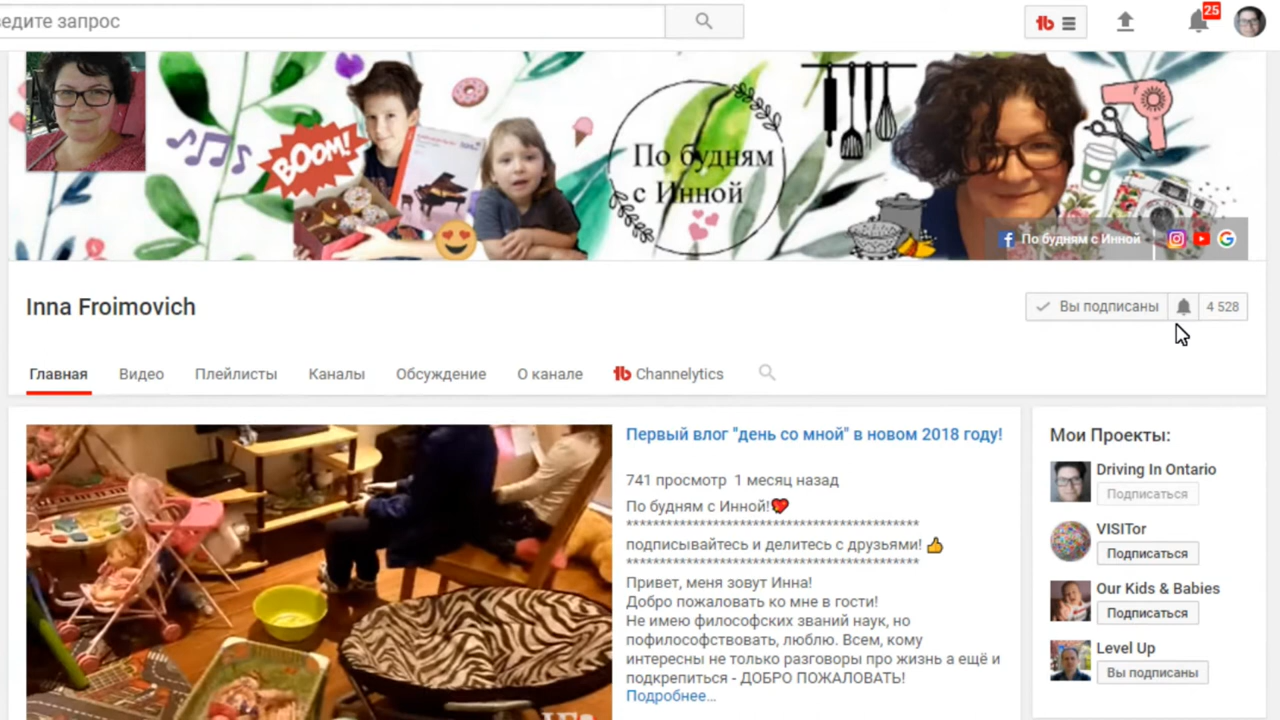 ведите запрос
25
BOOM!
По будням
с Инной
По будням с Инной
Inna Froimovich
Вы подписаны
4 528
Главная
Видео
Плейлисты
Каналы
Обсуждение
О канале
Channelytics
Первый влог "день со мной" в новом 2018 году!
741 просмотр 1 месяц назад
По будням с Инной!
********************************************
подписывайтесь и делитесь с друзьями!
********************************************
Привет, меня зовут Инна!
Добро пожаловать ко мне в гости!
Не имею философских званий наук, но
пофилософствовать, люблю. Всем, кому
интересны не только разговоры про жизнь а ещё и
подкрепиться - ДОБРО ПОЖАЛОВАТЬ!
Подробнее...
Мои Проекты:
Driving In Ontario
Подписаться
VISITor
Подписаться
Our Kids & Babies
Подписаться
Level Up
Вы подписаны